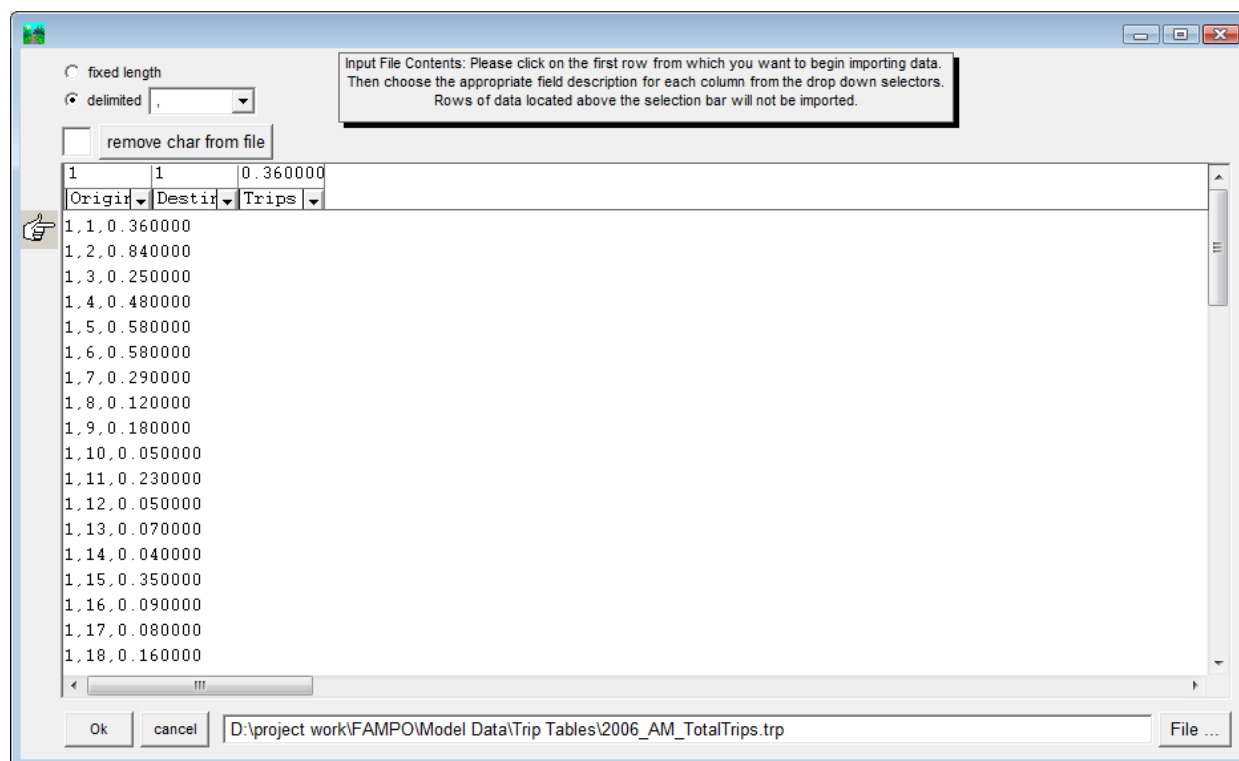 fixed length
delimited ,
Input File Contents: Please click on the first row from which you want to begin importing data.
Then choose the appropriate field description for each column from the drop down selectors.
Rows of data located above the selection bar will not be imported.
remove char from file
1 1 0.360000
Origin Destin Trips
1,1,0.360000
1,2,0.840000
1,3,0.250000
1,4,0.480000
1,5,0.580000
1,6,0.580000
1,7,0.290000
1,8,0.120000
1,9,0.180000
1,10,0.050000
1,11,0.230000
1,12,0.050000
1,13,0.070000
1,14,0.040000
1,15,0.350000
1,16,0.090000
1,17,0.080000
1,18,0.160000
Ok cancel D:\project work\FAMPO\Model Data\Trip Tables\2006_AM_TotalTrips.trp File ...